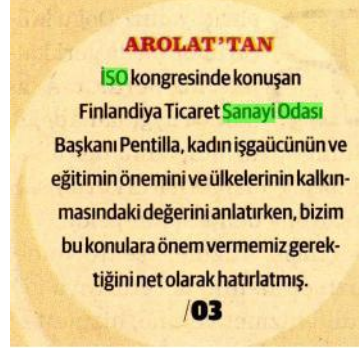 AROLAT'TAN
İSO kongresinde konuşan
Finlandiya Ticaret Sanayi Odası
Başkanı Pentilla, kadın işgaücünün ve
eğitimin önemini ve ülkelerinin kalkın-
masındaki değerini anlatırken, bizim
bu konulara önem vermemiz gerek-
tiğini net olarak hatırlatmış.
/03